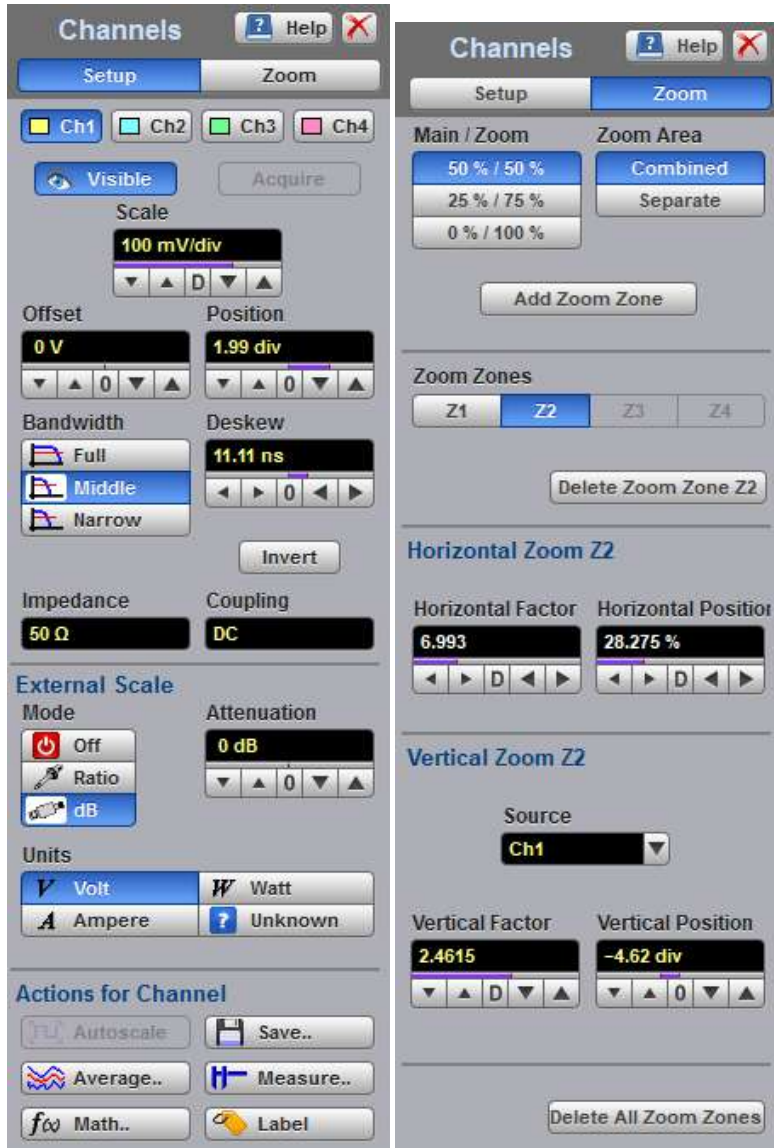 Channels
Help
Setup Zoom
Ch1 Ch2 Ch3 Ch4
Visible Acquire
Scale
100 mV/div
D
Offset Position
0 V 1.99 div
0 0
Bandwidth Deskew
Full 11.11 ns
Middle 0
Narrow
Invert
Impedance Coupling
50 Ω DC
External Scale
Mode Attenuation
Off 0 dB
Ratio 0
dB
Units
V Volt W Watt
A Ampere ? Unknown
Actions for Channel
Autoscale Save..
Average.. Measure..
f(x) Math.. Label
Channels
Help
Setup Zoom
Main / Zoom Zoom Area
50 % / 50 % Combined
25 % / 75 % Separate
0 % / 100 %
Add Zoom Zone
Zoom Zones
Z1 Z2 Z3 Z4
Delete Zoom Zone Z2
Horizontal Zoom Z2
Horizontal Factor Horizontal Position
6.993 28.275 %
D D
Vertical Zoom Z2
Source
Ch1
Vertical Factor Vertical Position
2.4615 −4.62 div
D 0
Delete All Zoom Zones